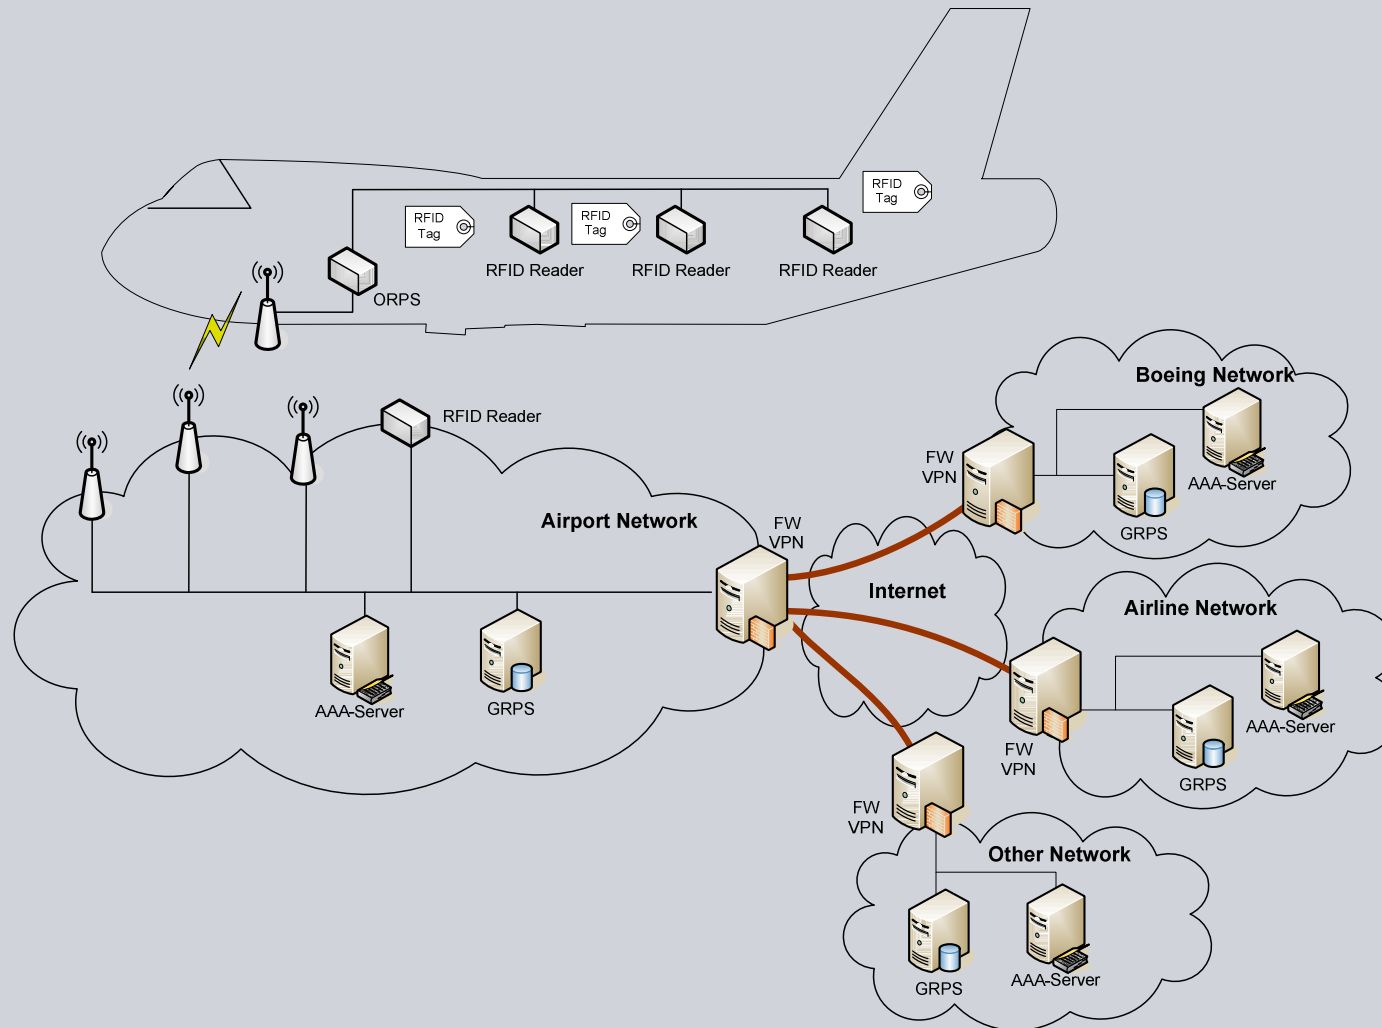 RFID
Tag
RFID
Tag
RFID
Tag
RFID Reader
RFID Reader
RFID Reader
ORPS
RFID Reader
Airport Network
FW
VPN
AAA-Server
GRPS
Internet
Boeing Network
FW
VPN
AAA-Server
GRPS
Airline Network
FW
VPN
AAA-Server
GRPS
FW
VPN
Other Network
GRPS
AAA-Server